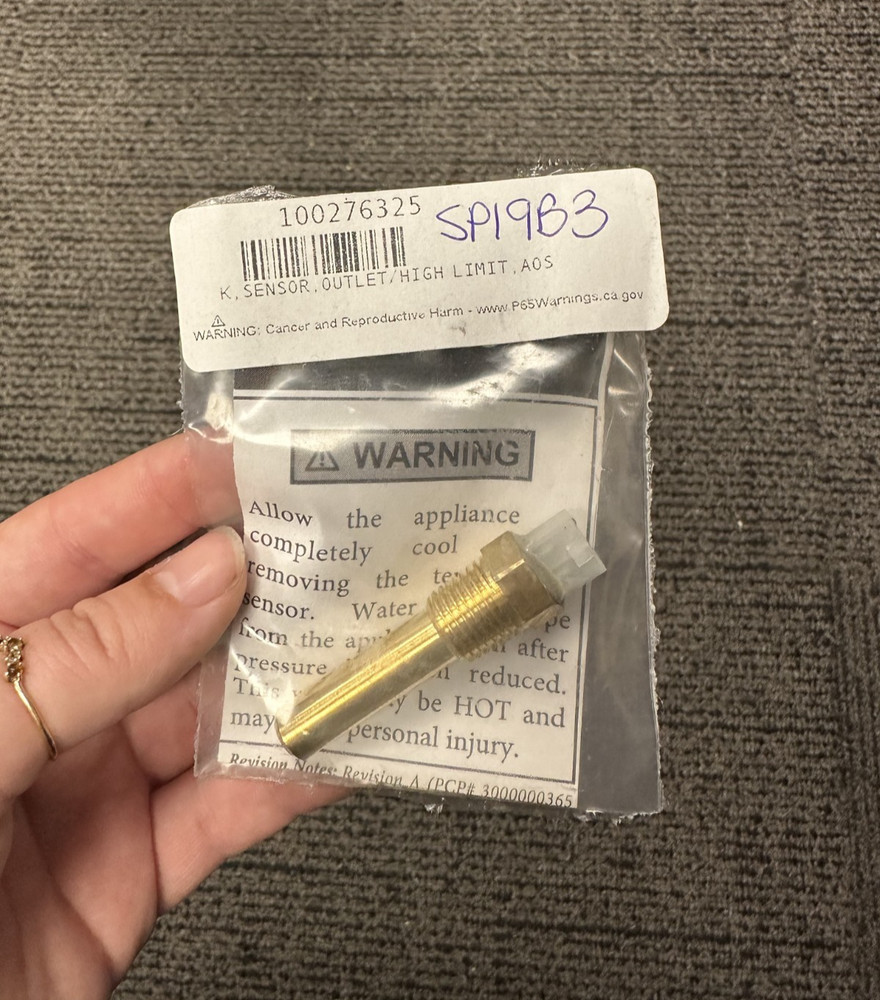 100276325 SP19B3
K,SENSOR,OUTLET/HIGH LIMIT,AOS
WARNING: Cancer and Reproductive Harm - www.P65Warnings.ca.gov
WARNING
Allow the appliance
completely cool
removing the
sensor. Water
from the after
pressure reduced.
This be HOT and
may personal injury.
Revision Notes: Revision A (PCP# 3000000365